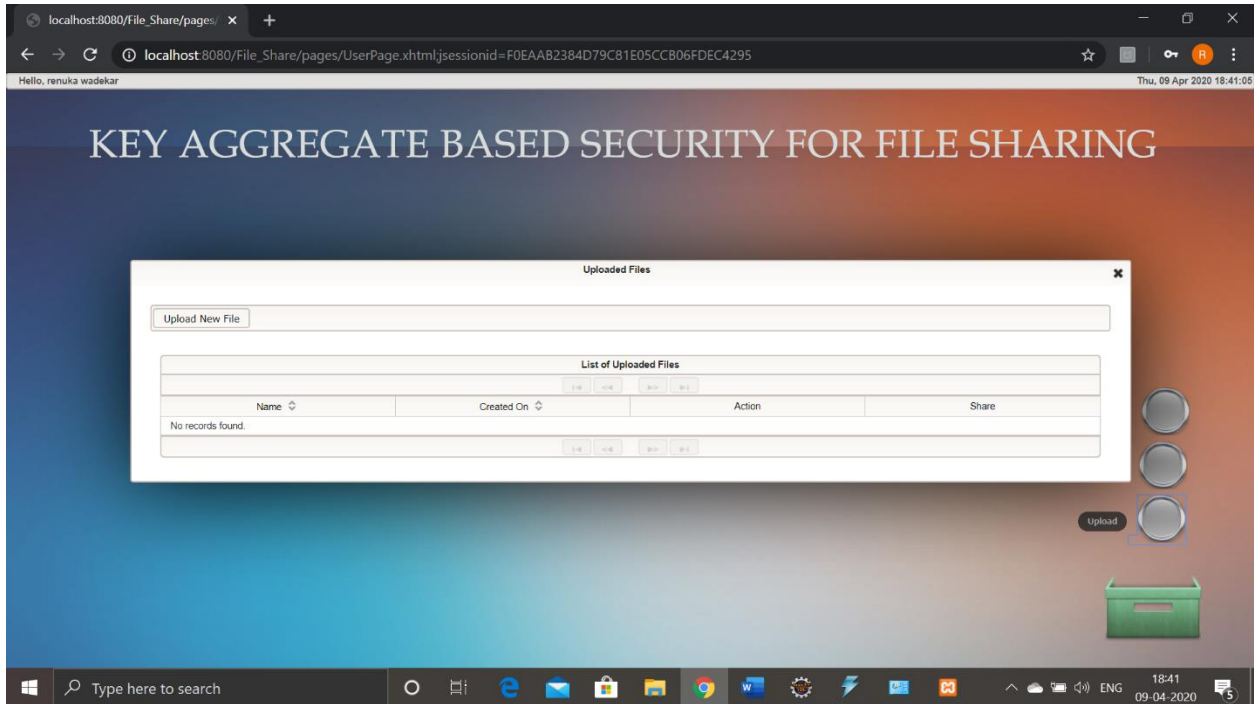 localhost:8080/File_Share/pages/
localhost:8080/File_Share/pages/UserPage.xhtml;jsessionid=F0EAAB2384D79C81E05CCB06FDEC4295
R
Hello, renuka wadekar
Thu, 09 Apr 2020 18:41:05
KEY AGGREGATE BASED SECURITY FOR FILE SHARING
Uploaded Files
Upload New File
List of Uploaded Files
Name Created On Action Share
No records found.
Upload
Type here to search
W
ENG
18:41
09-04-2020
5